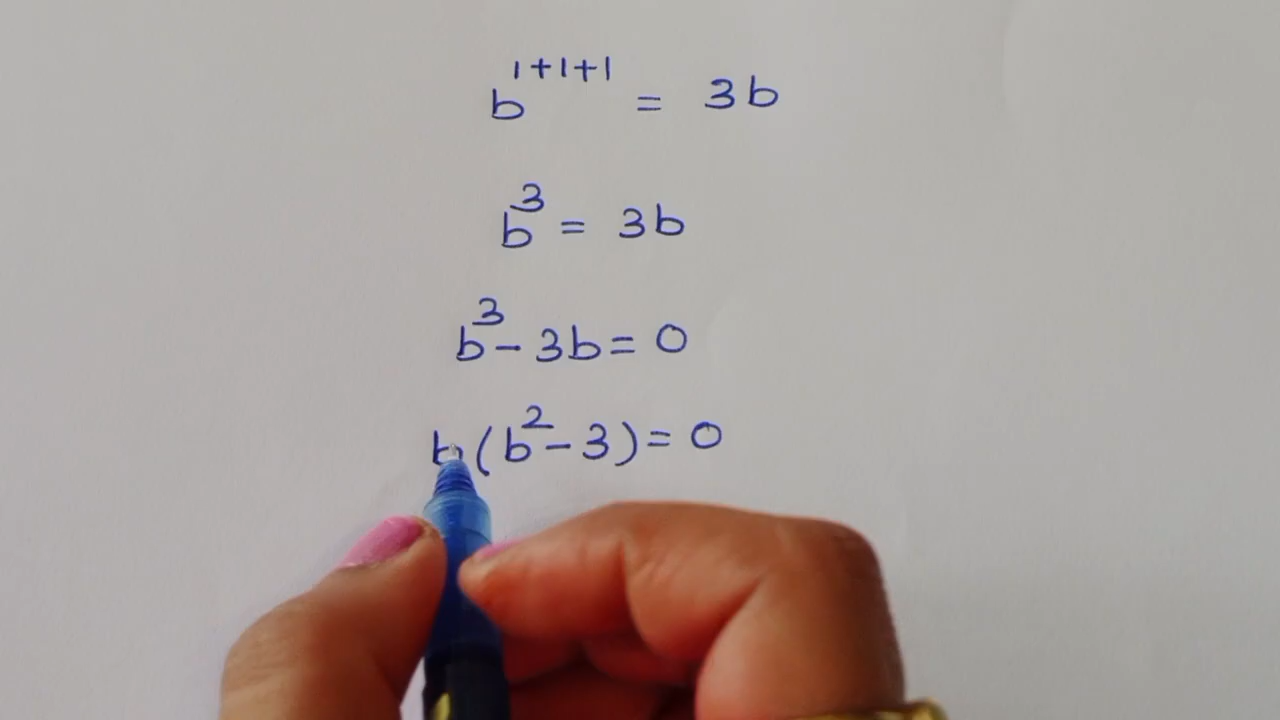 b^{1+1+1} = 3b
b^3 = 3b
b^3 - 3b = 0
b(b^2 - 3) = 0